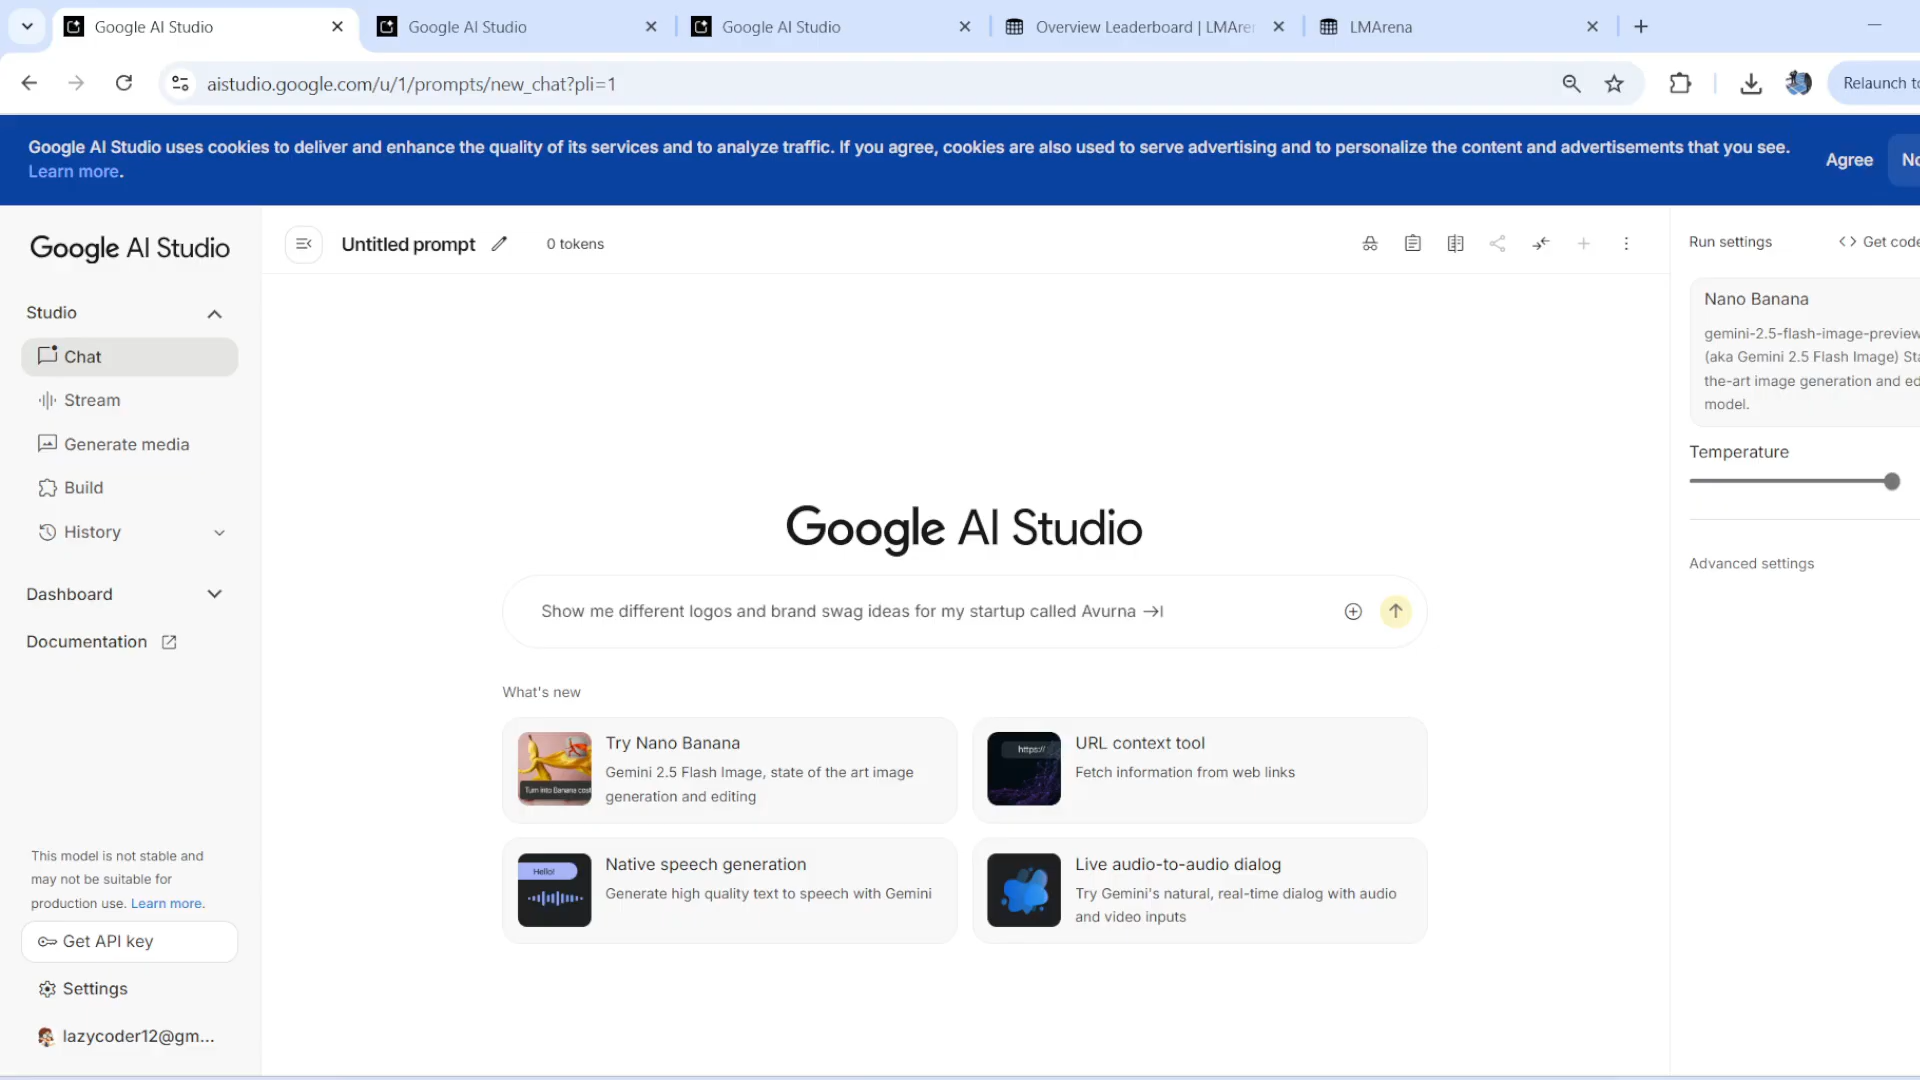 Google AI Studio
Google AI Studio
Google AI Studio
Overview Leaderboard | LMAre
LMArena
aistudio.google.com/u/1/prompts/new_chat?pli=1
Relaunch to
Google AI Studio uses cookies to deliver and enhance the quality of its services and to analyze traffic. If you agree, cookies are also used to serve advertising and to personalize the content and advertisements that you see.
Learn more.
Agree
No
Google AI Studio
Studio
Chat
Stream
Generate media
Build
History
Dashboard
Documentation
This model is not stable and
may not be suitable for
production use. Learn more.
Get API key
Settings
lazycoder12@gm...
Untitled prompt
0 tokens
Google AI Studio
Show me different logos and brand swag ideas for my startup called Avurna
What's new
Try Nano Banana
Gemini 2.5 Flash Image, state of the art image
generation and editing
Turn into Banana cost
URL context tool
Fetch information from web links
https://
Native speech generation
Generate high quality text to speech with Gemini
Hello!
Live audio-to-audio dialog
Try Gemini's natural, real-time dialog with audio
and video inputs
Run settings
<> Get code
Nano Banana
gemini-2.5-flash-image-preview
(aka Gemini 2.5 Flash Image) Sta
the-art image generation and ed
model.
Temperature
Advanced settings